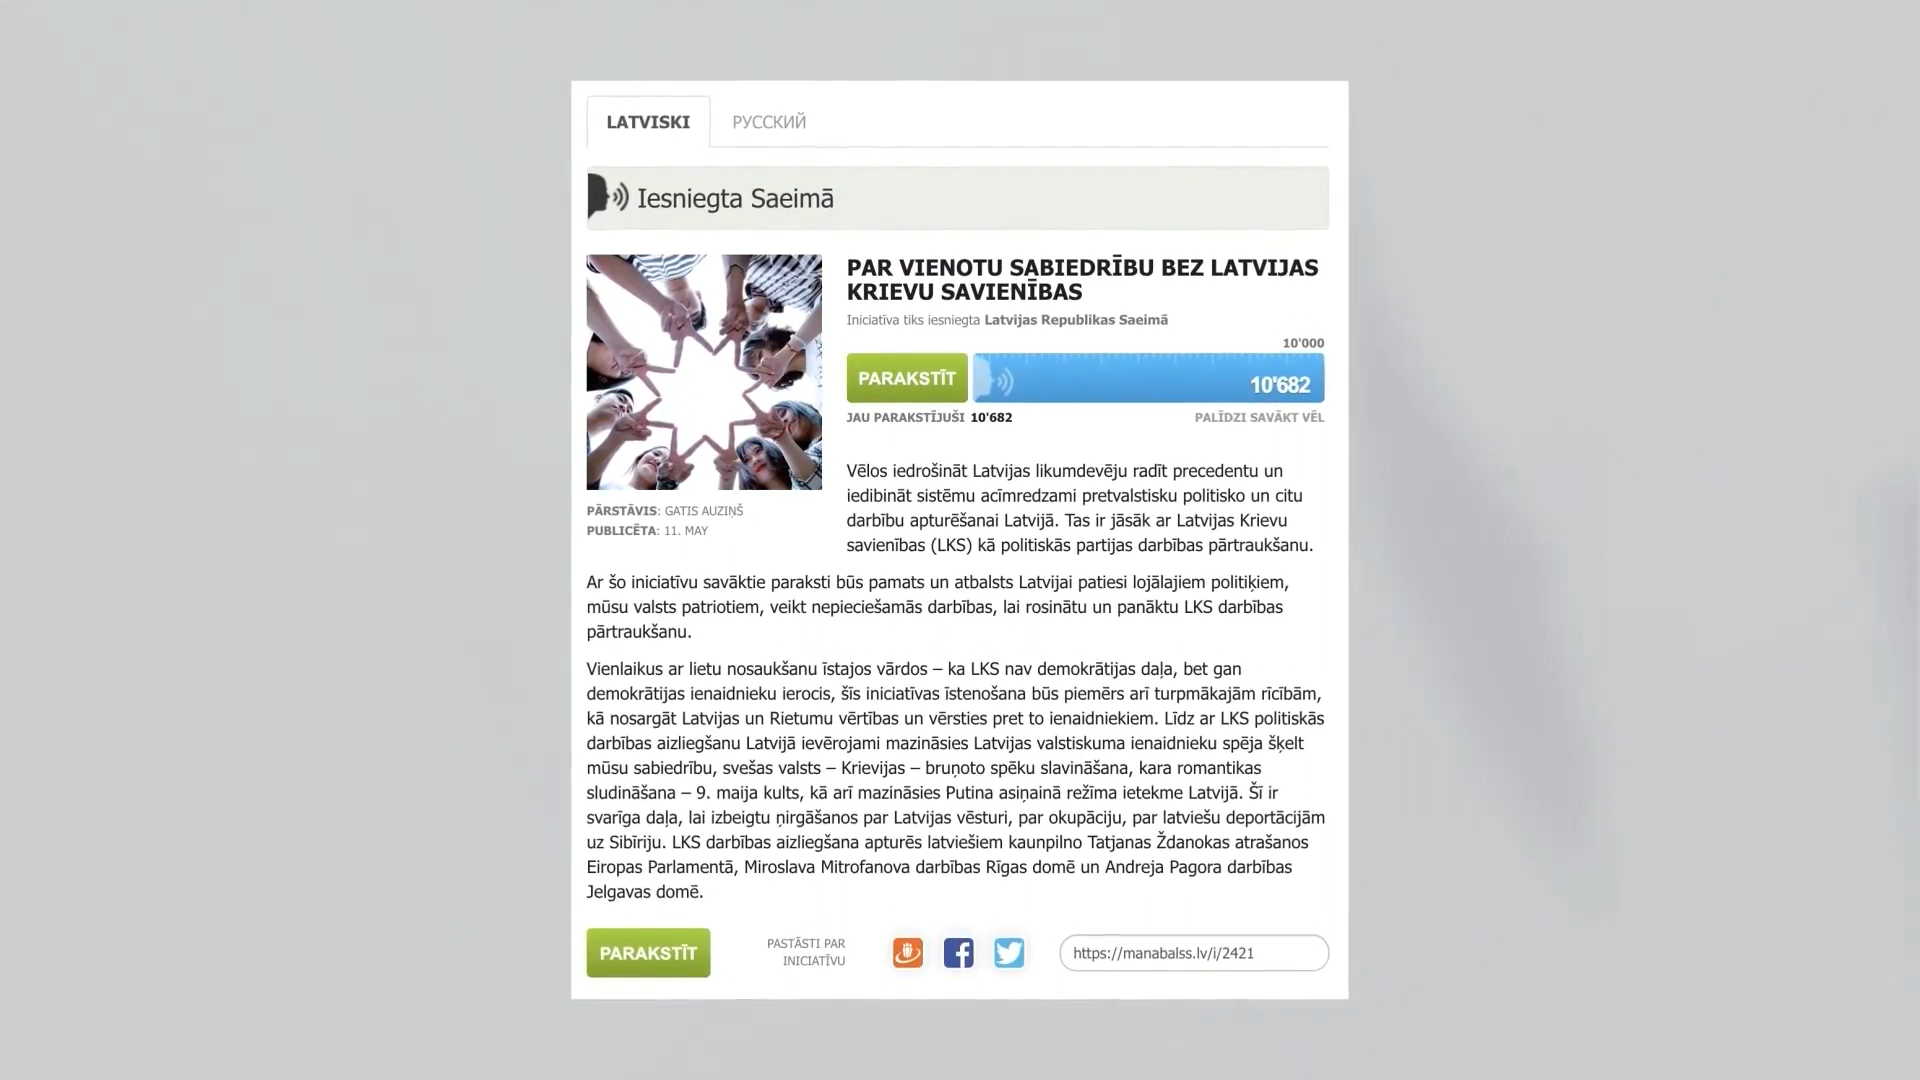 LATVISKI
РУССКИЙ
Iesniegta Saeimā
PAR VIENOTU SABIEDRĪBU BEZ LATVIJAS
KRIEVU SAVIENĪBAS
Iniciatīva tiks iesniegta Latvijas Republikas Saeimā
10'000
PARAKSTĪT
10'682
JAU PARAKSTĪJUŠI 10'682
PALĪDZI SAVĀKT VĒL
PĀRSTĀVIS: GATIS AUZIŅŠ
PUBLICĒTA: 11. MAY
Vēlos iedrošināt Latvijas likumdevēju radīt precedentu un
iedibināt sistēmu acīmredzami pretvalstisku politisko un citu
darbību apturēšanai Latvijā. Tas ir jāsāk ar Latvijas Krievu
savienības (LKS) kā politiskās partijas darbības pārtraukšanu.
Ar šo iniciatīvu savāktie paraksti būs pamats un atbalsts Latvijai patiesi lojālajiem politiķiem,
mūsu valsts patriotiem, veikt nepieciešamās darbības, lai rosinātu un panāktu LKS darbības
pārtraukšanu.
Vienlaikus ar lietu nosaukšanu īstajos vārdos – ka LKS nav demokrātijas daļa, bet gan
demokrātijas ienaidnieku ierocis, šīs iniciatīvas īstenošana būs piemērs arī turpmākajām rīcībām,
kā nosargāt Latvijas un Rietumu vērtības un vērsties pret to ienaidniekiem. Līdz ar LKS politiskās
darbības aizliegšanu Latvijā ievērojami mazināsies Latvijas valstiskuma ienaidnieku spēja šķelt
mūsu sabiedrību, svešas valsts – Krievijas – bruņoto spēku slavināšana, kara romantikas
sludināšana – 9. maija kults, kā arī mazināsies Putina asiņainā režīma ietekme Latvijā. Šī ir
svarīga daļa, lai izbeigtu ņirgāšanos par Latvijas vēsturi, par okupāciju, par latviešu deportācijām
uz Sibīriju. LKS darbības aizliegšana apturēs latviešiem kaunpilno Tatjanas Ždanokas atrašanos
Eiropas Parlamentā, Miroslava Mitrofanova darbības Rīgas domē un Andreja Pagora darbības
Jelgavas domē.
PARAKSTĪT
PASTĀSTI PAR
INICIATĪVU
https://manabalss.lv/i/2421